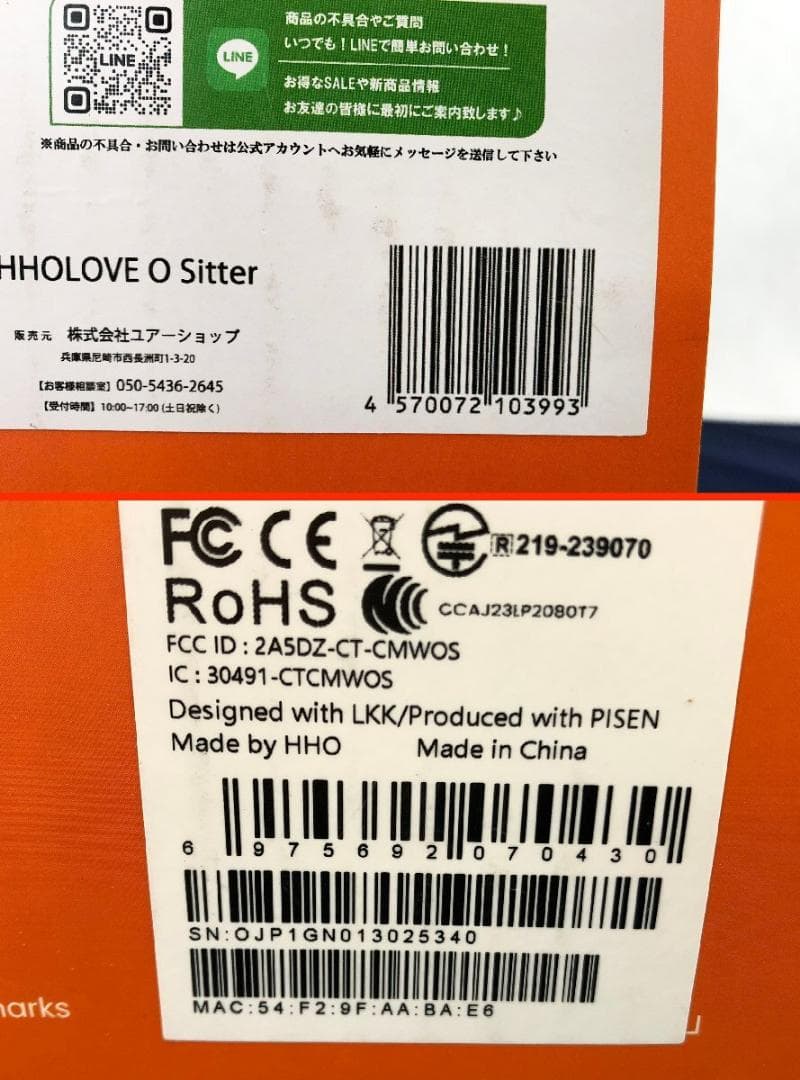 LINE
LINE
商品の不具合やご質問
いつでも！LINEで簡単お問い合わせ！
お得なSALEや新商品情報
お友達の皆様に最初にご案内致します♪
※商品の不具合・お問い合わせは公式アカウントへお気軽にメッセージを送信して下さい
HHOLOVE O Sitter
販売元 株式会社ユアーショップ
兵庫県尼崎市西長洲町1-3-20
【お客様相談室】050-5436-2645
【受付時間】10:00~17:00 (土日祝除く)
4 570072 103993
FC CE R 219-239070
RoHS CCAJ23LP2080T7
FCC ID : 2A5DZ-CT-CMWOS
IC : 30491-CTCMWOS
Designed with LKK/Produced with PISEN
Made by HHO Made in China
6 975692 070430
SN:OJP1GN013025340
MAC:54:F2:9F:AA:BA:E6
arks